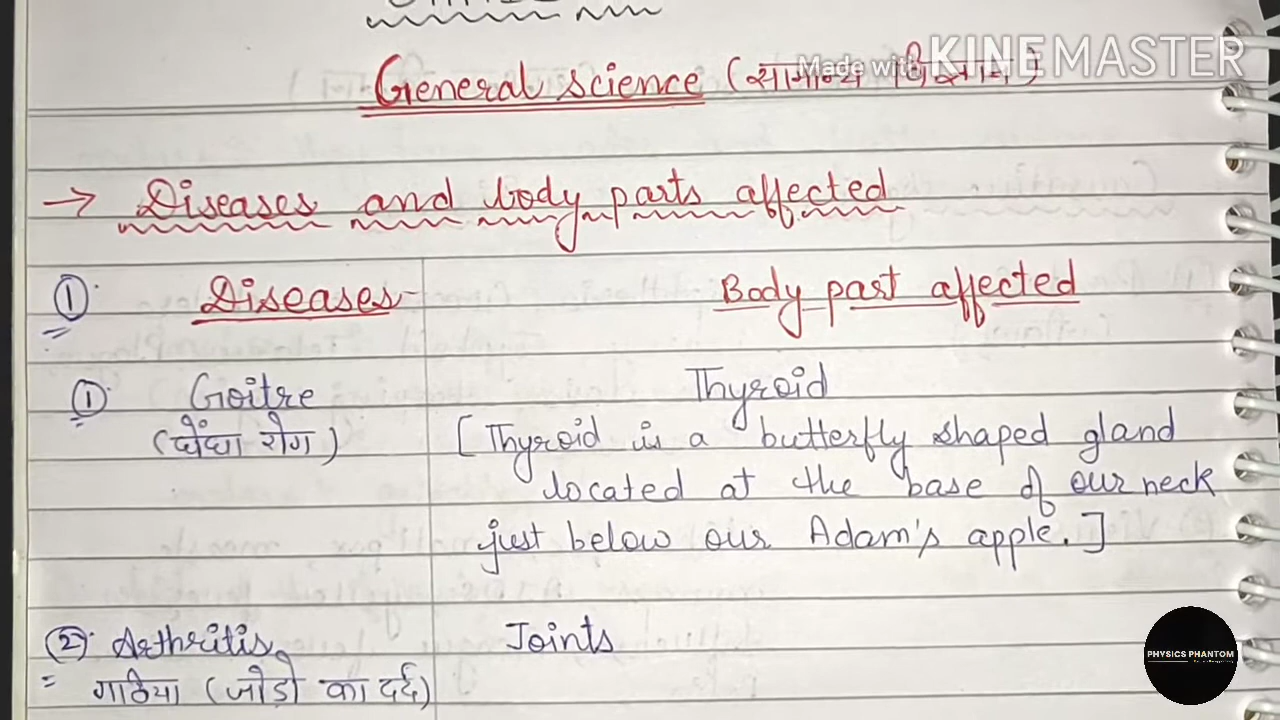 General science (सामान्य विज्ञान)
Made with KINEMASTER
→ Diseases and body parts affected
① Diseases- Body part affected
① Goitre Thyroid
(घेंघा रोग) [Thyroid is a butterfly shaped gland
located at the base of our neck
just below our Adam's apple.]
② Arthritis Joints
गाठिया (जोड़ो का दर्द)
PHYSICS PHANTOM